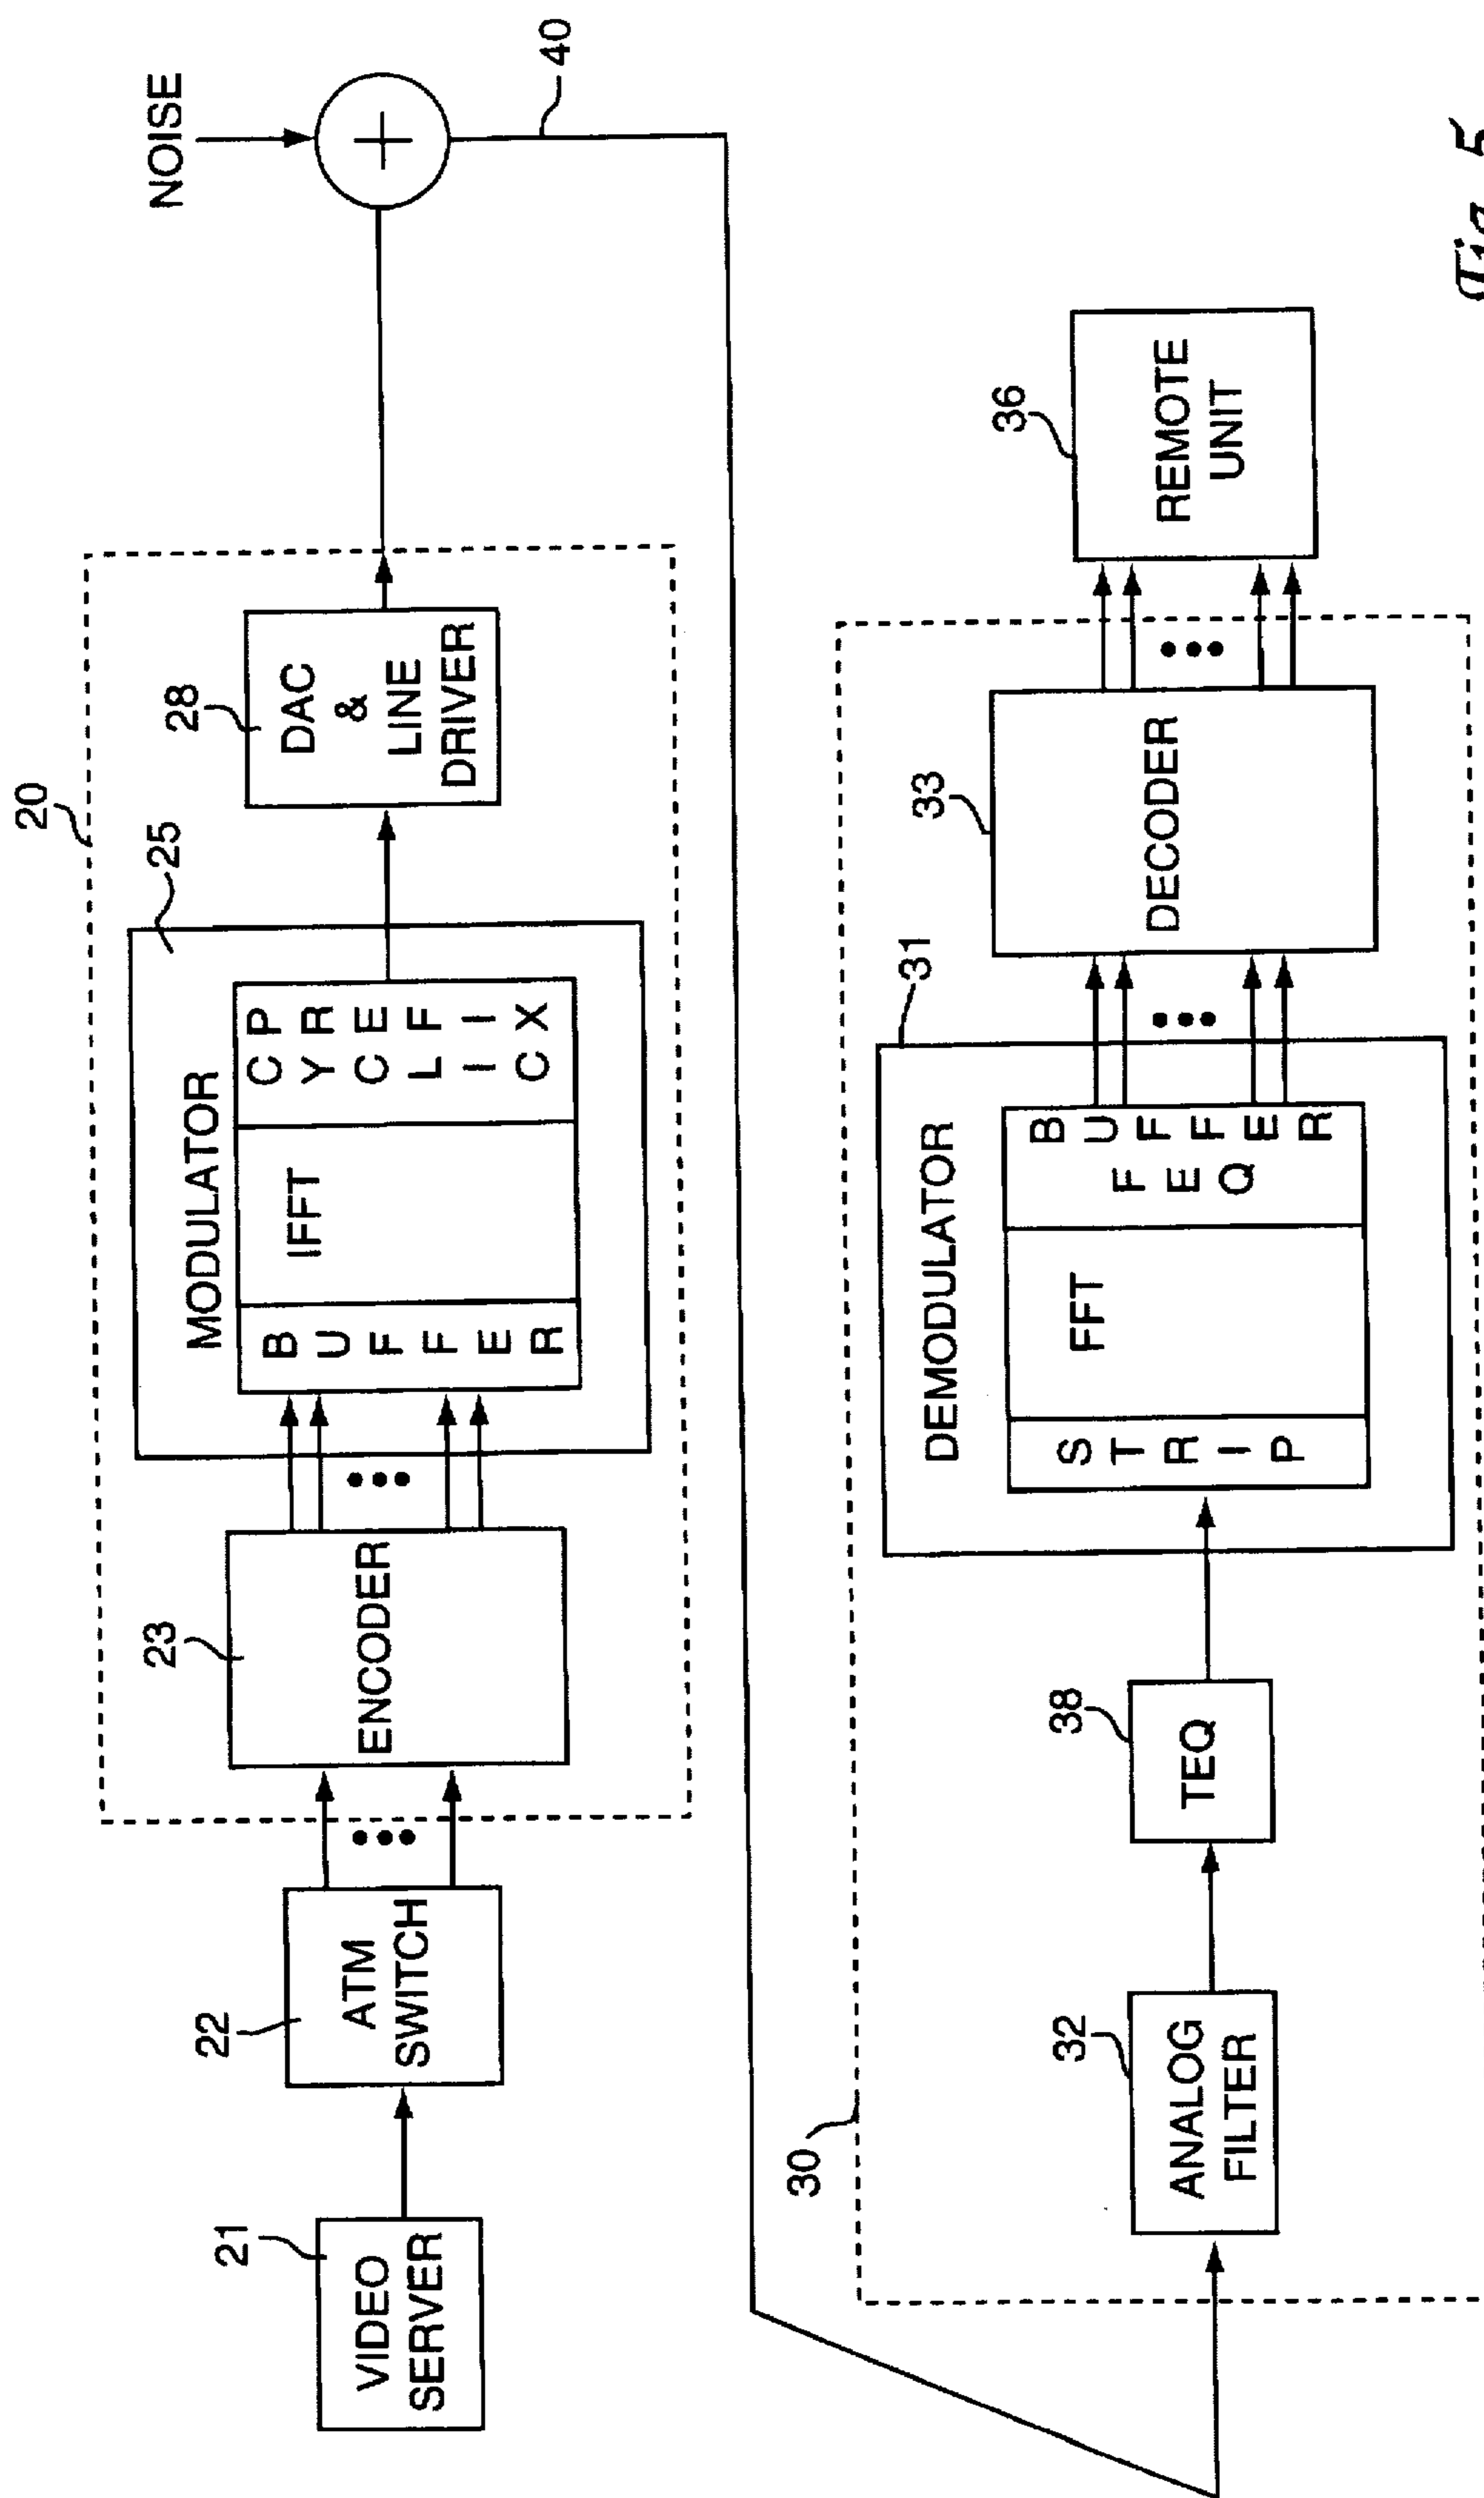 20
NOISE
21
VIDEO
SERVER
22
ATM
SWITCH
23
ENCODER
25
MODULATOR
BUFFER
IFFT
CYCLIC
PREFIX
28
DAC
&
LINE
DRIVER
40
30
32
ANALOG
FILTER
38
TEQ
31
DEMODULATOR
STRIP
FFT
FEQ
BUFFER
33
DECODER
36
REMOTE
UNIT
Fig. 5